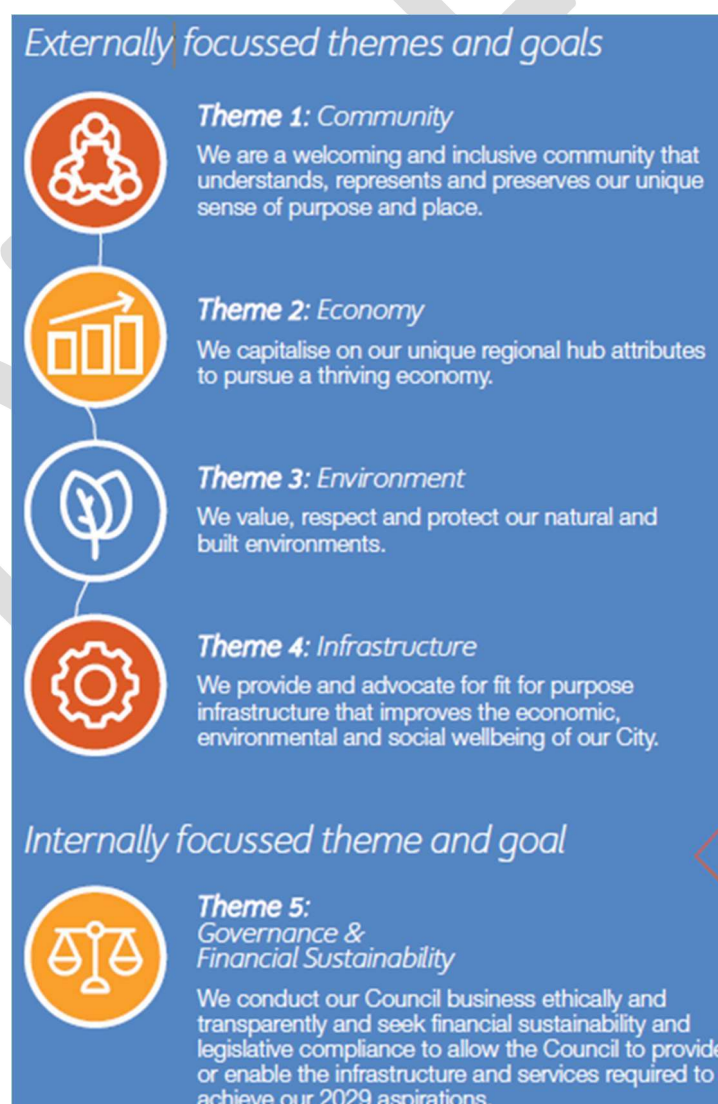 Externally focussed themes and goals
Theme 1: Community
We are a welcoming and inclusive community that
understands, represents and preserves our unique
sense of purpose and place.
Theme 2: Economy
We capitalise on our unique regional hub attributes
to pursue a thriving economy.
Theme 3: Environment
We value, respect and protect our natural and
built environments.
Theme 4: Infrastructure
We provide and advocate for fit for purpose
infrastructure that improves the economic,
environmental and social wellbeing of our City.
Internally focussed theme and goal
Theme 5:
Governance &
Financial Sustainability
We conduct our Council business ethically and
transparently and seek financial sustainability and
legislative compliance to allow the Council to provide
or enable the infrastructure and services required to
achieve our 2029 aspirations.